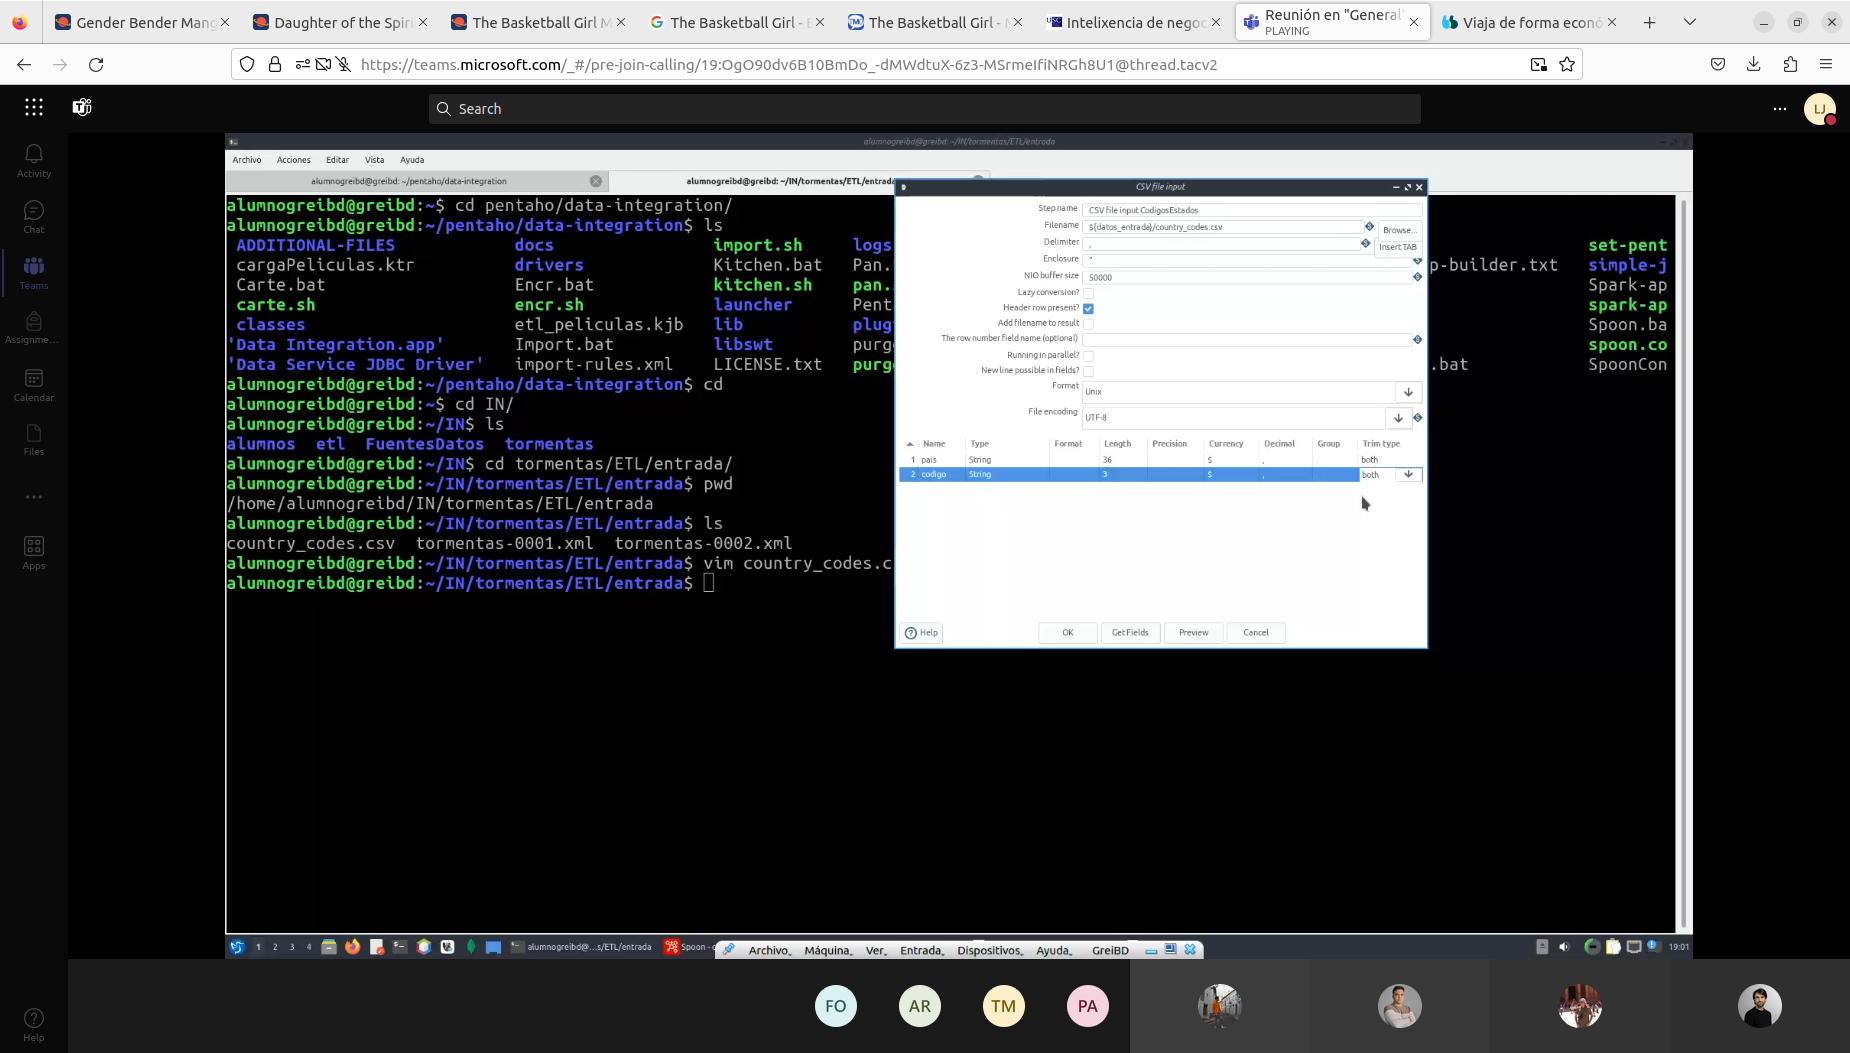 Gender Bender Mang
Daughter of the Spiri
The Basketball Girl M
The Basketball Girl - E
The Basketball Girl - M
Intelixencia de negoc
Reunión en "General"
PLAYING
Viaja de forma econó
https://teams.microsoft.com/_#/pre-join-calling/19:OgO90dv6B10BmDo_-dMWdtuX-6z3-MSrmeIfiNRGh8U1@thread.tacv2
Search
LJ
Activity
Chat
Teams
Assignme...
Calendar
Files
Apps
Help
alumnogreibd@greibd: ~/IN/tormentas/ETL/entrada
Archivo Acciones Editar Vista Ayuda
alumnogreibd@greibd: ~/pentaho/data-integration
alumnogreibd@greibd: ~/IN/tormentas/ETL/entrada
alumnogreibd@greibd:~$ cd pentaho/data-integration/
alumnogreibd@greibd:~/pentaho/data-integration$ ls
ADDITIONAL-FILES docs import.sh logs set-pent
cargaPeliculas.ktr drivers Kitchen.bat Pan. p-builder.txt simple-j
Carte.bat Encr.bat kitchen.sh pan. Spark-ap
carte.sh encr.sh launcher Pent spark-ap
classes etl_peliculas.kjb lib plug Spoon.ba
'Data Integration.app' Import.bat libswt purg spoon.co
'Data Service JDBC Driver' import-rules.xml LICENSE.txt purg .bat SpoonCon
alumnogreibd@greibd:~/pentaho/data-integration$ cd
alumnogreibd@greibd:~$ cd IN/
alumnogreibd@greibd:~/IN$ ls
alumnos etl FuentesDatos tormentas
alumnogreibd@greibd:~/IN$ cd tormentas/ETL/entrada/
alumnogreibd@greibd:~/IN/tormentas/ETL/entrada$ pwd
/home/alumnogreibd/IN/tormentas/ETL/entrada
alumnogreibd@greibd:~/IN/tormentas/ETL/entrada$ ls
country_codes.csv tormentas-0001.xml tormentas-0002.xml
alumnogreibd@greibd:~/IN/tormentas/ETL/entrada$ vim country_codes.c
alumnogreibd@greibd:~/IN/tormentas/ETL/entrada$
CSV file input
Step name CSV file input CodigosEstados
Filename ${datos_entrada}/country_codes.csv Browse...
Delimiter , Insert TAB
Enclosure "
NIO buffer size 50000
Lazy conversion?
Header row present?
Add filename to result
The row number field name (optional)
Running in parallel?
New line possible in fields?
Format Unix
File encoding UTF-8
Name Type Format Length Precision Currency Decimal Group Trim type
1 pais String 36 $ , . both
2 codigo String 3 $ , both
Help OK Get Fields Preview Cancel
1 2 3 4 alumnogreibd@...s/ETL/entrada Spoon - 19:01
Archivo Máquina Ver Entrada Dispositivos Ayuda GreiBD
FO AR TM PA